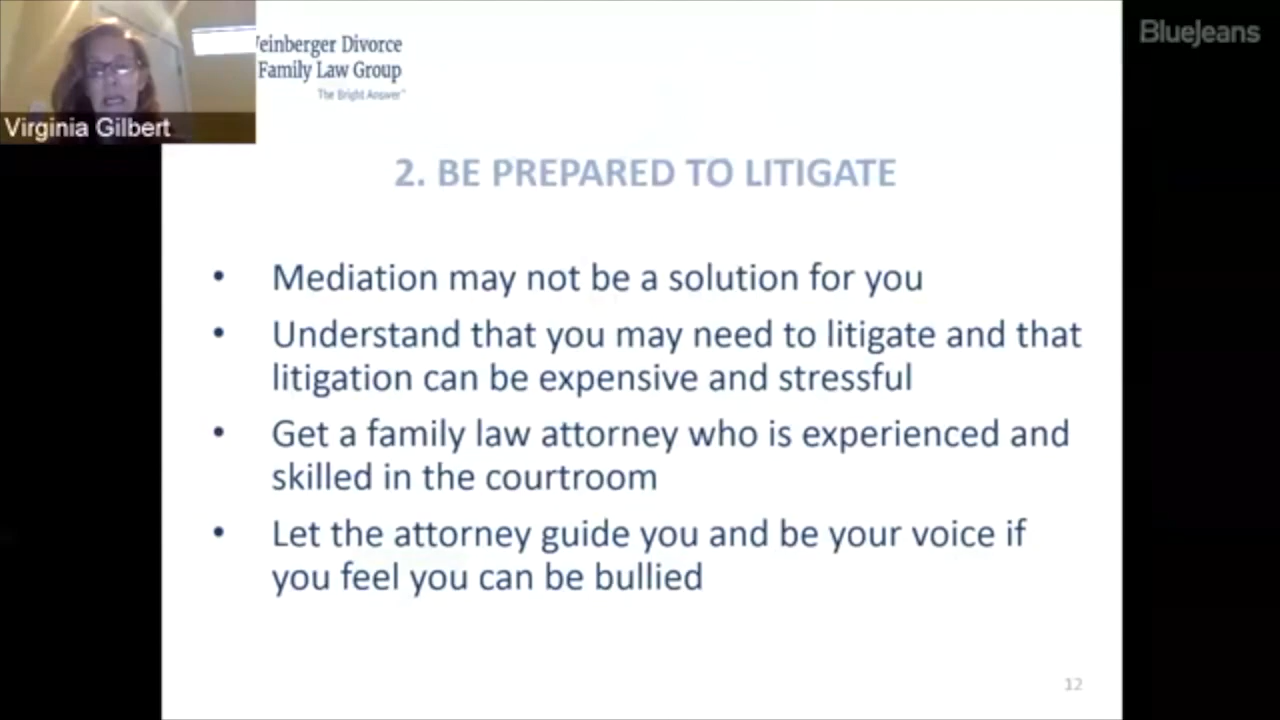 Virginia Gilbert
einberger Divorce
Family Law Group
The Bright Answer
BlueJeans
2. BE PREPARED TO LITIGATE
• Mediation may not be a solution for you
• Understand that you may need to litigate and that
litigation can be expensive and stressful
• Get a family law attorney who is experienced and
skilled in the courtroom
• Let the attorney guide you and be your voice if
you feel you can be bullied
12